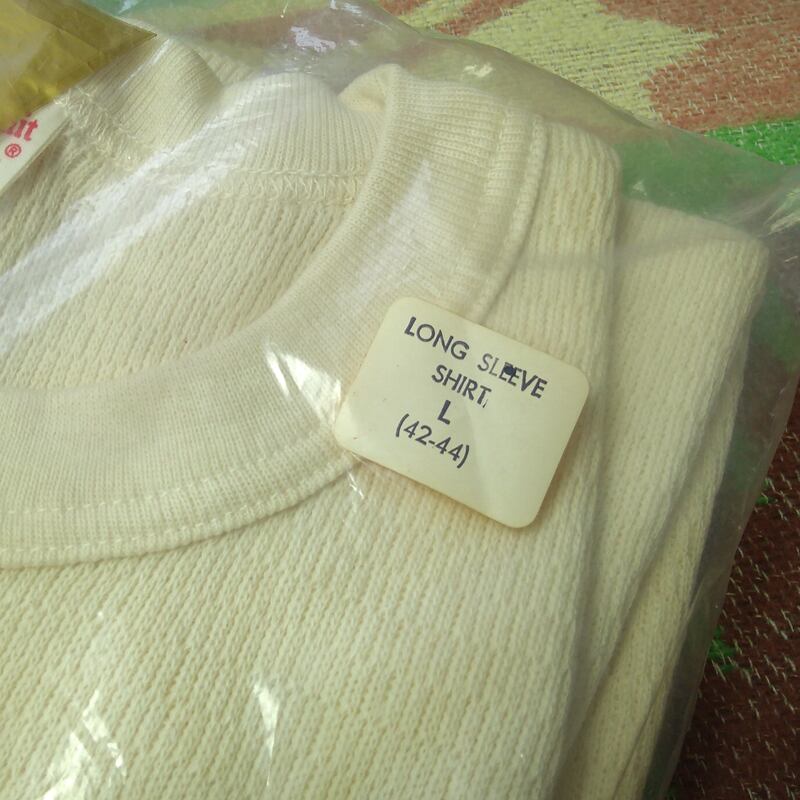 ®
LONG SLEEVE
SHIRT
L
(42-44)